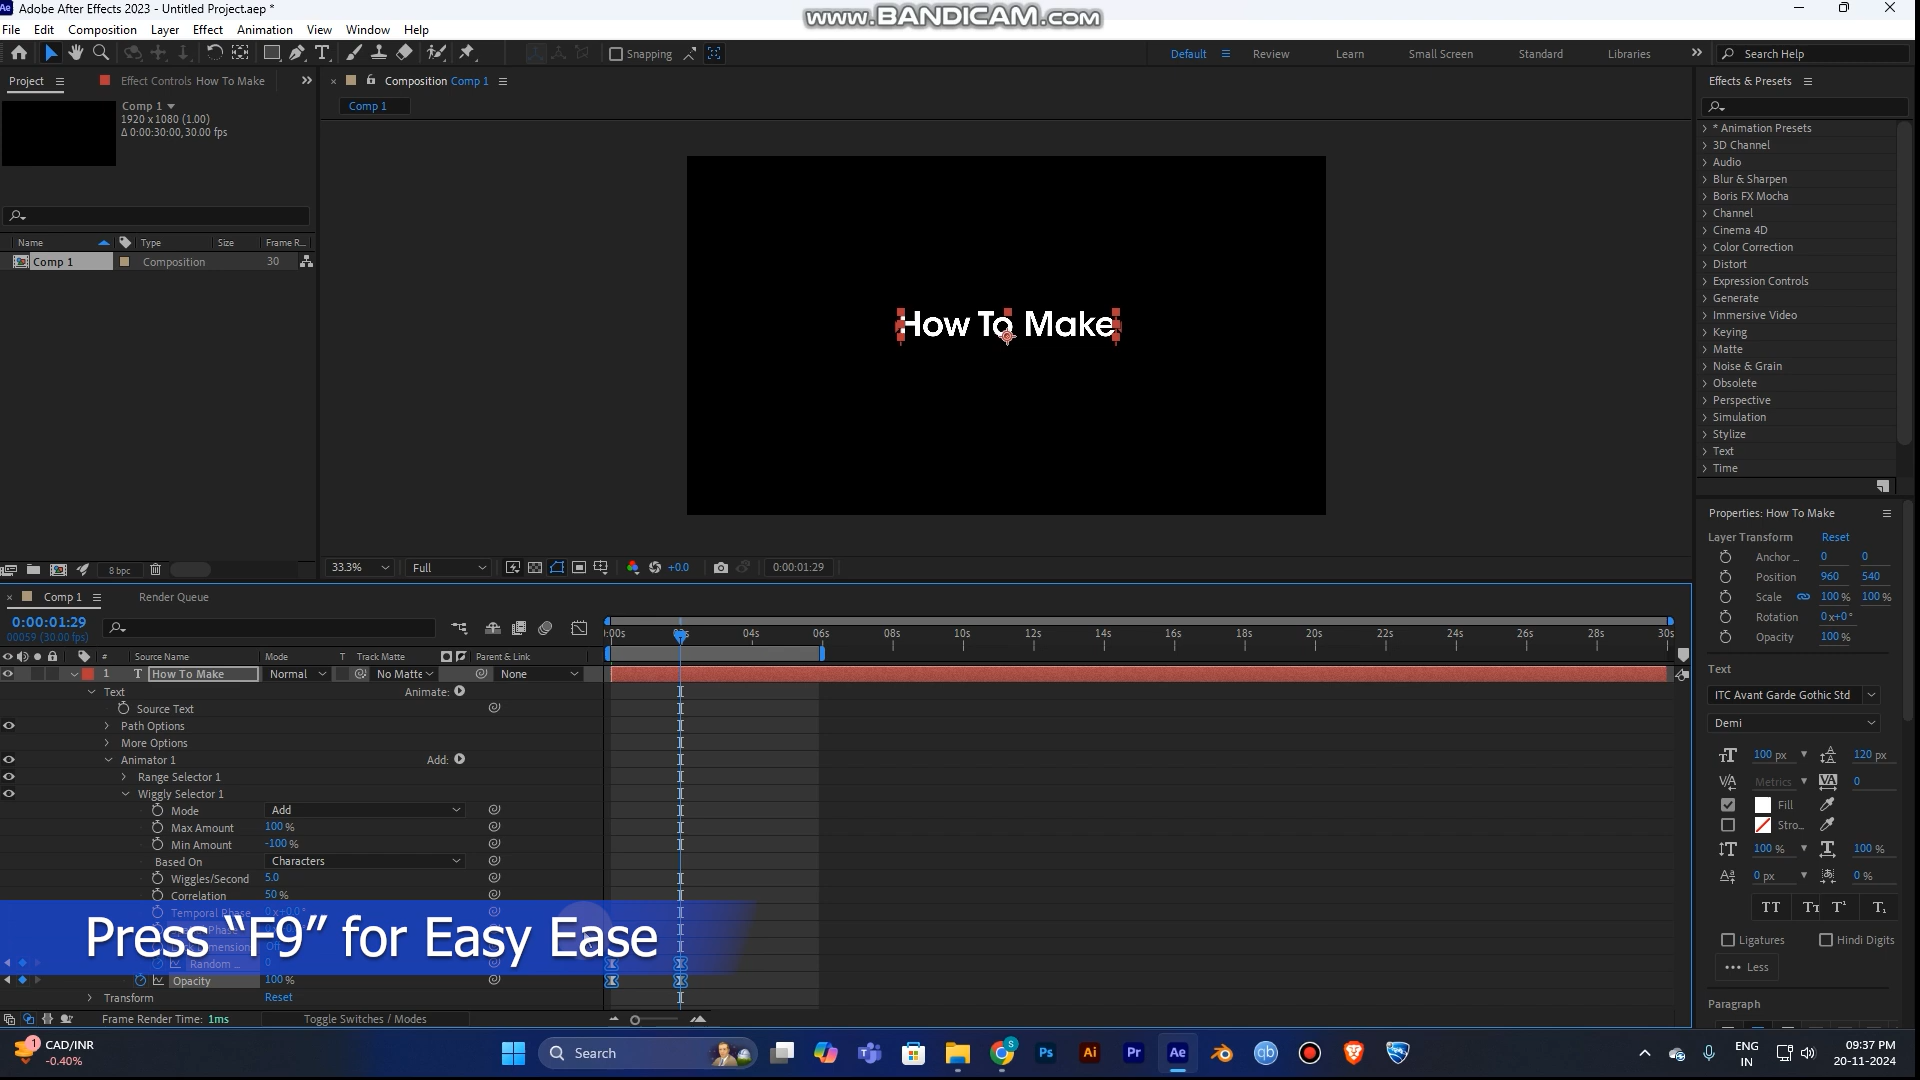 Adobe After Effects 2023 - Untitled Project.aep *
www.BANDICAM.com
File Edit Composition Layer Effect Animation View Window Help
Snapping
Default Review Learn Small Screen Standard Libraries Search Help
Project Effect Controls How To Make
Composition Comp 1
Effects & Presets
Comp 1
1920 x 1080 (1.00)
Δ 0:00:30:00, 30.00 fps
Comp 1
* Animation Presets
3D Channel
Audio
Blur & Sharpen
Boris FX Mocha
Channel
Cinema 4D
Color Correction
Distort
Expression Controls
Generate
Immersive Video
Keying
Matte
Noise & Grain
Obsolete
Perspective
Simulation
Stylize
Text
Time
Name Type Size Frame R...
Comp 1 Composition 30
How To Make
8 bpc
33.3% Full +0.0 0:00:01:29
Properties: How To Make
Layer Transform Reset
Anchor ... 0 0
Position 960 540
Scale 100 % 100 %
Rotation 0x+0°
Opacity 100 %
Text
ITC Avant Garde Gothic Std
Demi
100 px 120 px
Metrics 0
Fill
Stro...
100 % 100 %
0 px 0 %
Ligatures Hindi Digits
Less
Paragraph
Comp 1 Render Queue
0:00:01:29
00059 (30.00 fps)
:00s 04s 06s 08s 10s 12s 14s 16s 18s 20s 22s 24s 26s 28s 30s
# Source Name Mode T Track Matte Parent & Link
1 T How To Make Normal No Matte None
Text Animate:
Source Text
Path Options
More Options
Animator 1 Add:
Range Selector 1
Wiggly Selector 1
Mode Add
Max Amount 100 %
Min Amount -100 %
Based On Characters
Wiggles/Second 5.0
Correlation 50 %
Temporal Phase 0x+0.0°
Press “F9” for Easy Ease
Random ... 0
Opacity 100 %
Transform Reset
Frame Render Time: 1ms Toggle Switches / Modes
CAD/INR
-0.40%
Search
ENG
IN
09:37 PM
20-11-2024